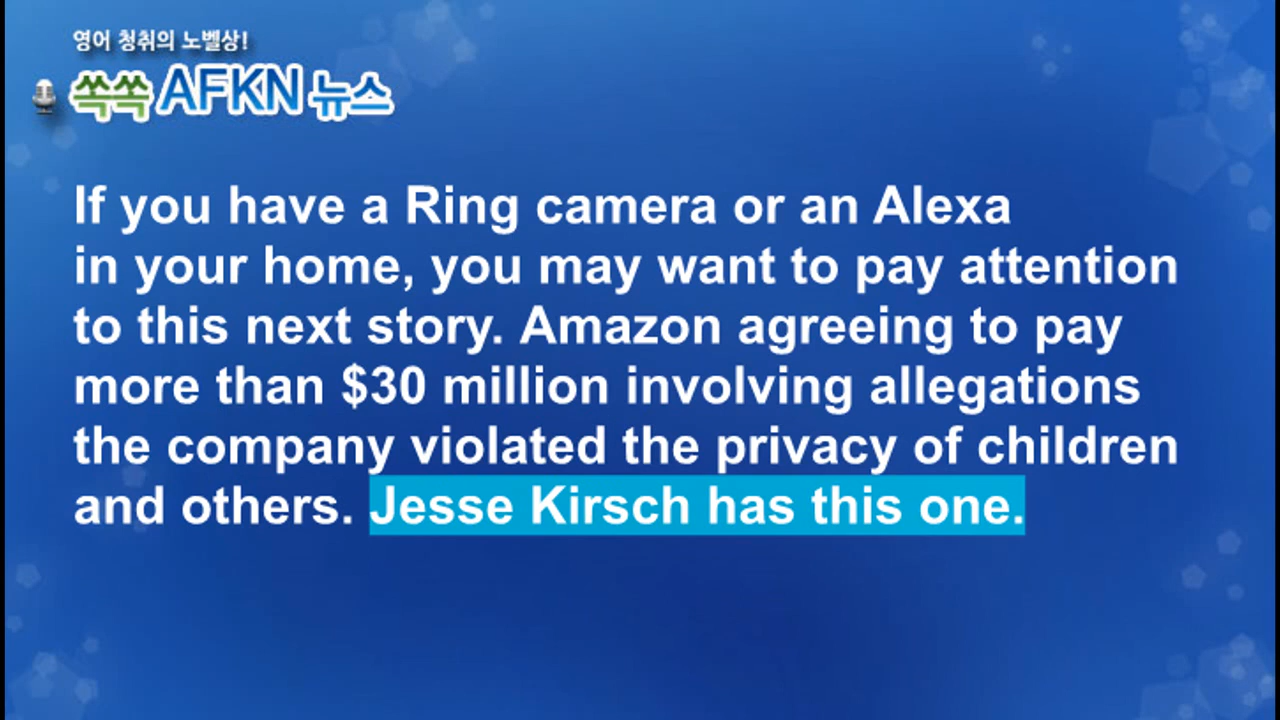 영어 청취의 노벨상!
쏙쏙 AFKN 뉴스
If you have a Ring camera or an Alexa
in your home, you may want to pay attention
to this next story. Amazon agreeing to pay
more than $30 million involving allegations
the company violated the privacy of children
and others. Jesse Kirsch has this one.